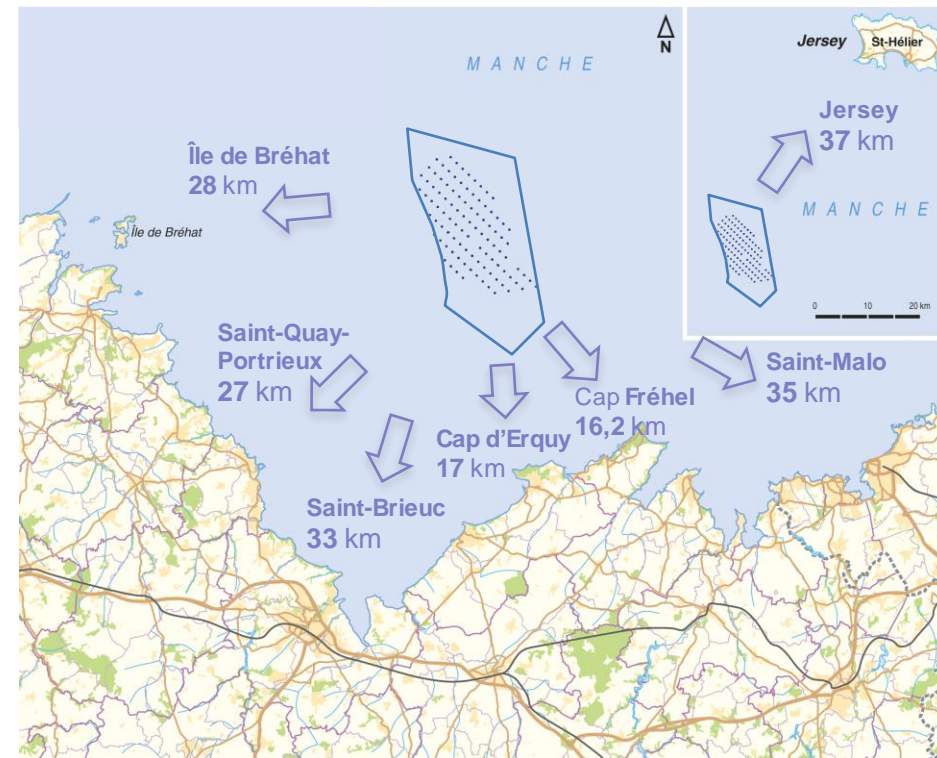 N
MANCHE
Île de Bréhat
28 km
Île de Bréhat
Saint-Quay-
Portrieux
27 km
Saint-Brieuc
33 km
Cap d'Erquy
17 km
Cap Fréhel
16,2 km
Saint-Malo
35 km
Jersey
St-Hélier
Jersey
37 km
MANCHE
0 10 20 km